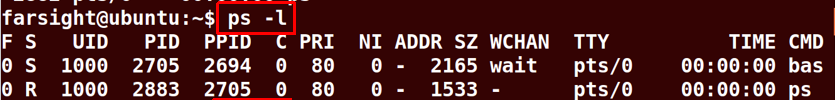 farsight@ubuntu:~$ ps -l
F S UID PID PPID C PRI NI ADDR SZ WCHAN TTY TIME CMD
0 S 1000 2705 2694 0 80 0 - 2165 wait pts/0 00:00:00 bas
0 R 1000 2883 2705 0 80 0 - 1533 - pts/0 00:00:00 ps